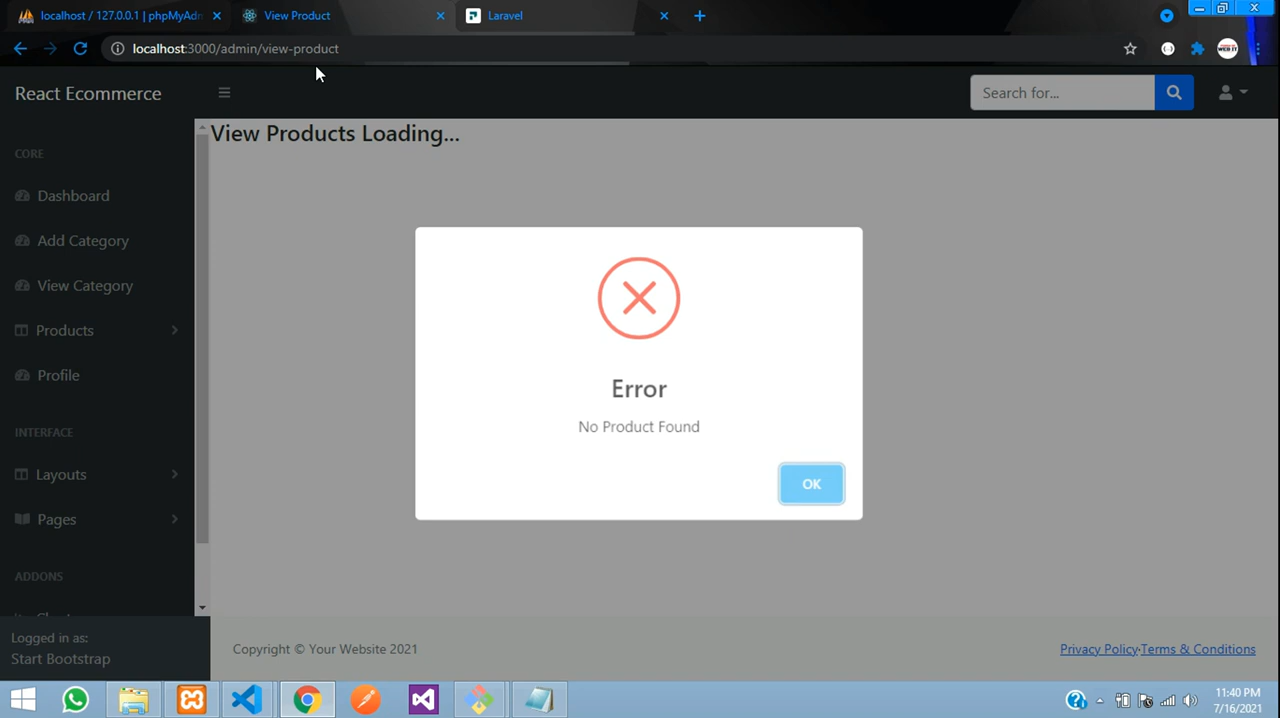 localhost / 127.0.0.1 | phpMyAdn
View Product
Laravel
localhost:3000/admin/view-product
React Ecommerce
Search for...
View Products Loading...
CORE
Dashboard
Add Category
View Category
Products
Profile
INTERFACE
Layouts
Pages
ADDONS
Error
No Product Found
OK
Logged in as:
Start Bootstrap
Copyright © Your Website 2021
Privacy Policy·Terms & Conditions
11:40 PM
7/16/2021